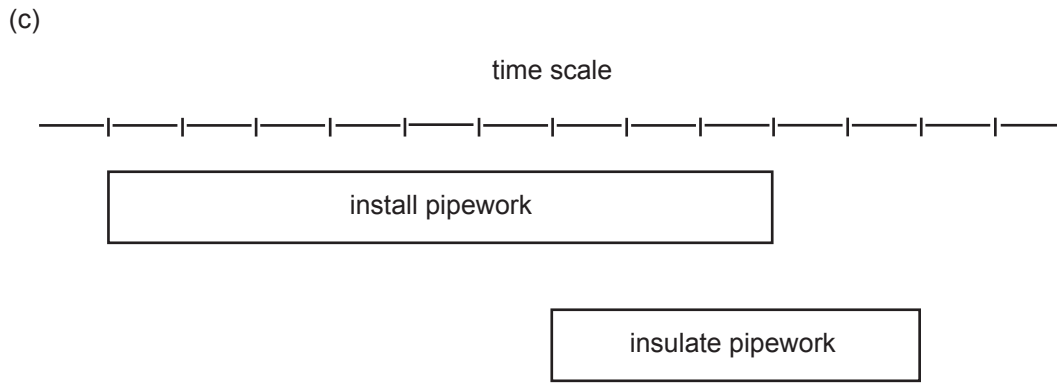 (c)
time scale
install pipework
insulate pipework